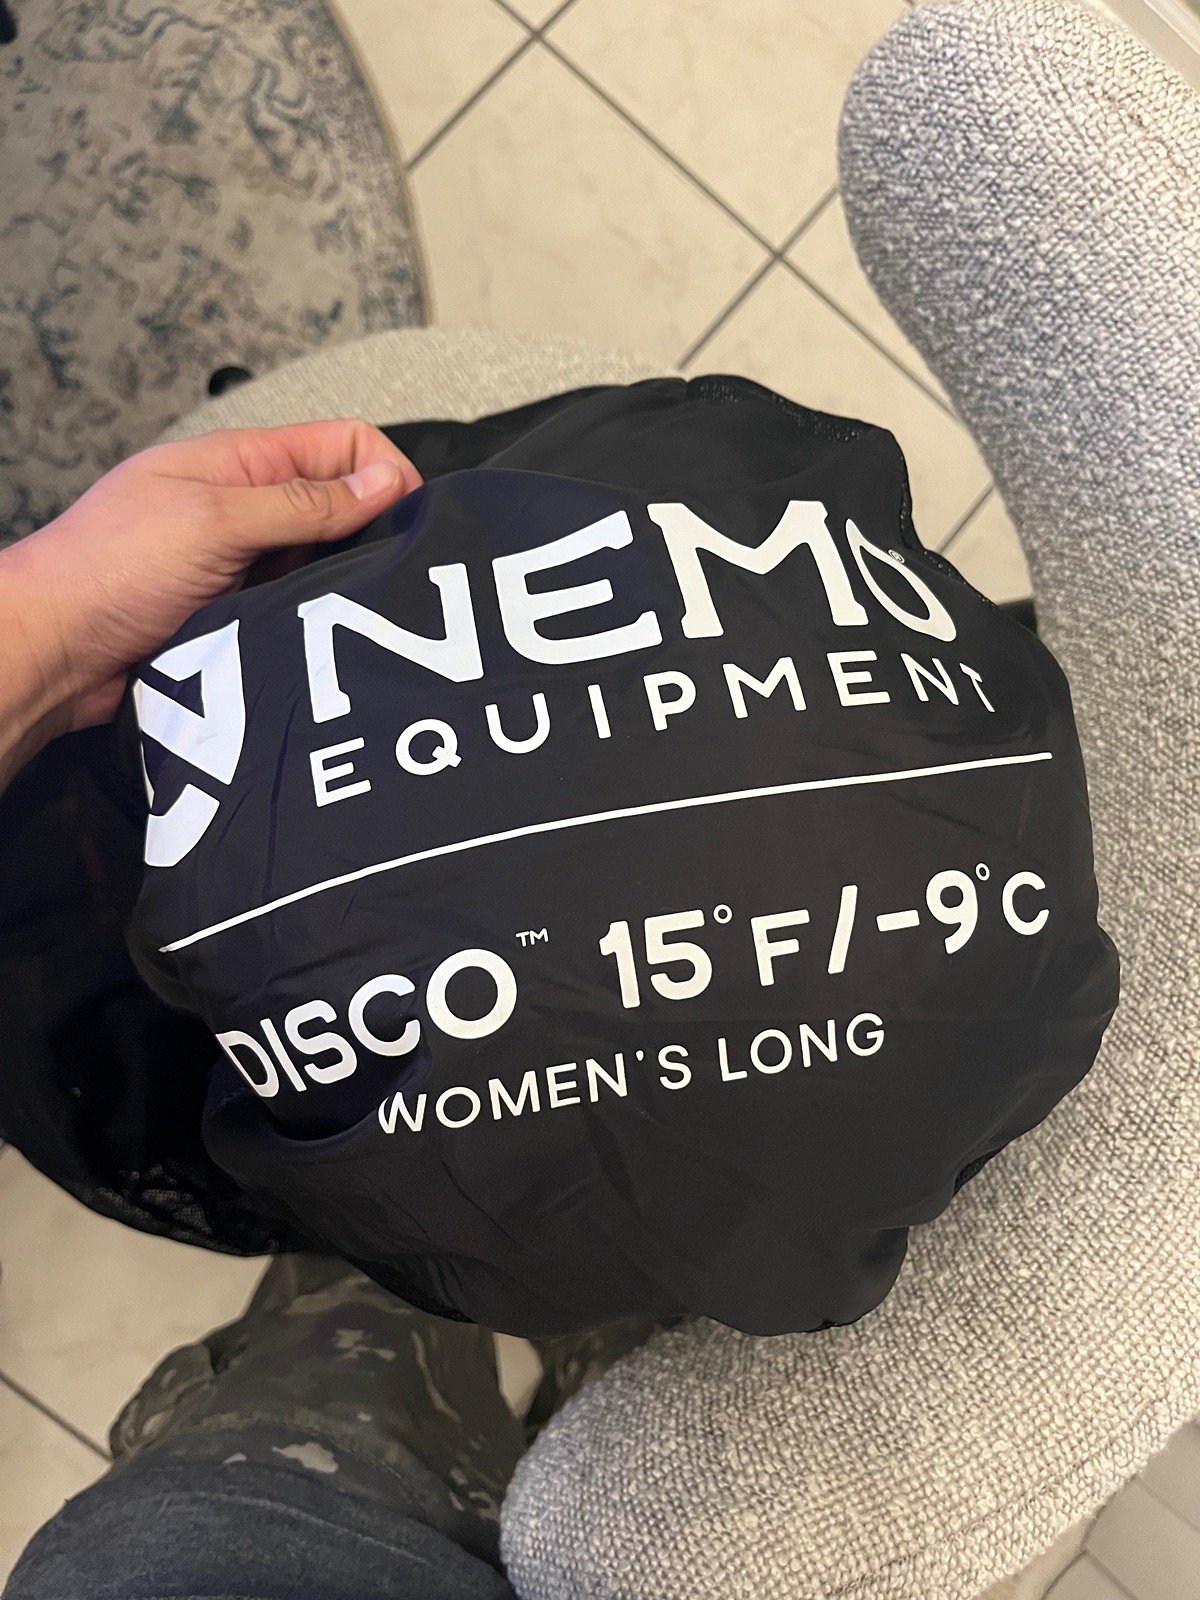 NEMO®
EQUIPMENT
DISCO™ 15°F/-9°C
WOMEN'S LONG